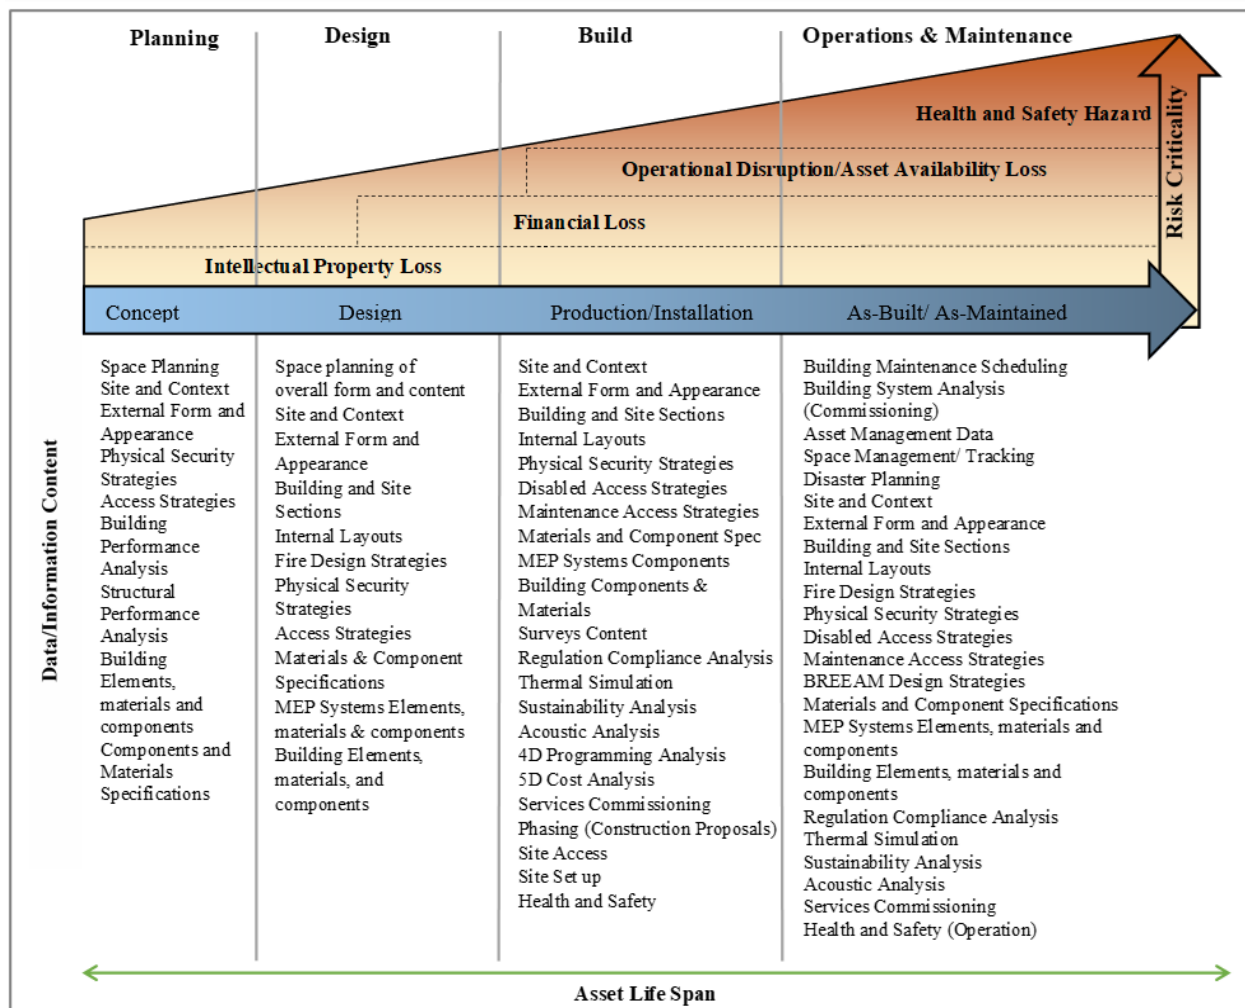 Planning
Design
Build
Operations & Maintenance
Health and Safety Hazard
Operational Disruption/Asset Availability Loss
Financial Loss
Intellectual Property Loss
Risk Criticality
Concept
Design
Production/Installation
As-Built/ As-Maintained
Data/Information Content
Space Planning
Site and Context
External Form and
Appearance
Physical Security
Strategies
Access Strategies
Building
Performance
Analysis
Structural
Performance
Analysis
Building
Elements,
materials and
components
Components and
Materials
Specifications
Space planning of
overall form and content
Site and Context
External Form and
Appearance
Building and Site
Sections
Internal Layouts
Fire Design Strategies
Physical Security
Strategies
Access Strategies
Materials & Component
Specifications
MEP Systems Elements,
materials & components
Building Elements,
materials, and
components
Site and Context
External Form and Appearance
Building and Site Sections
Internal Layouts
Physical Security Strategies
Disabled Access Strategies
Maintenance Access Strategies
Materials and Component Spec
MEP Systems Components
Building Components &
Materials
Surveys Content
Regulation Compliance Analysis
Thermal Simulation
Sustainability Analysis
Acoustic Analysis
4D Programming Analysis
5D Cost Analysis
Services Commissioning
Phasing (Construction Proposals)
Site Access
Site Set up
Health and Safety
Building Maintenance Scheduling
Building System Analysis
(Commissioning)
Asset Management Data
Space Management/ Tracking
Disaster Planning
Site and Context
External Form and Appearance
Building and Site Sections
Internal Layouts
Fire Design Strategies
Physical Security Strategies
Disabled Access Strategies
Maintenance Access Strategies
BREEAM Design Strategies
Materials and Component Specifications
MEP Systems Elements, materials and
components
Building Elements, materials and
components
Regulation Compliance Analysis
Thermal Simulation
Sustainability Analysis
Acoustic Analysis
Services Commissioning
Health and Safety (Operation)
Asset Life Span